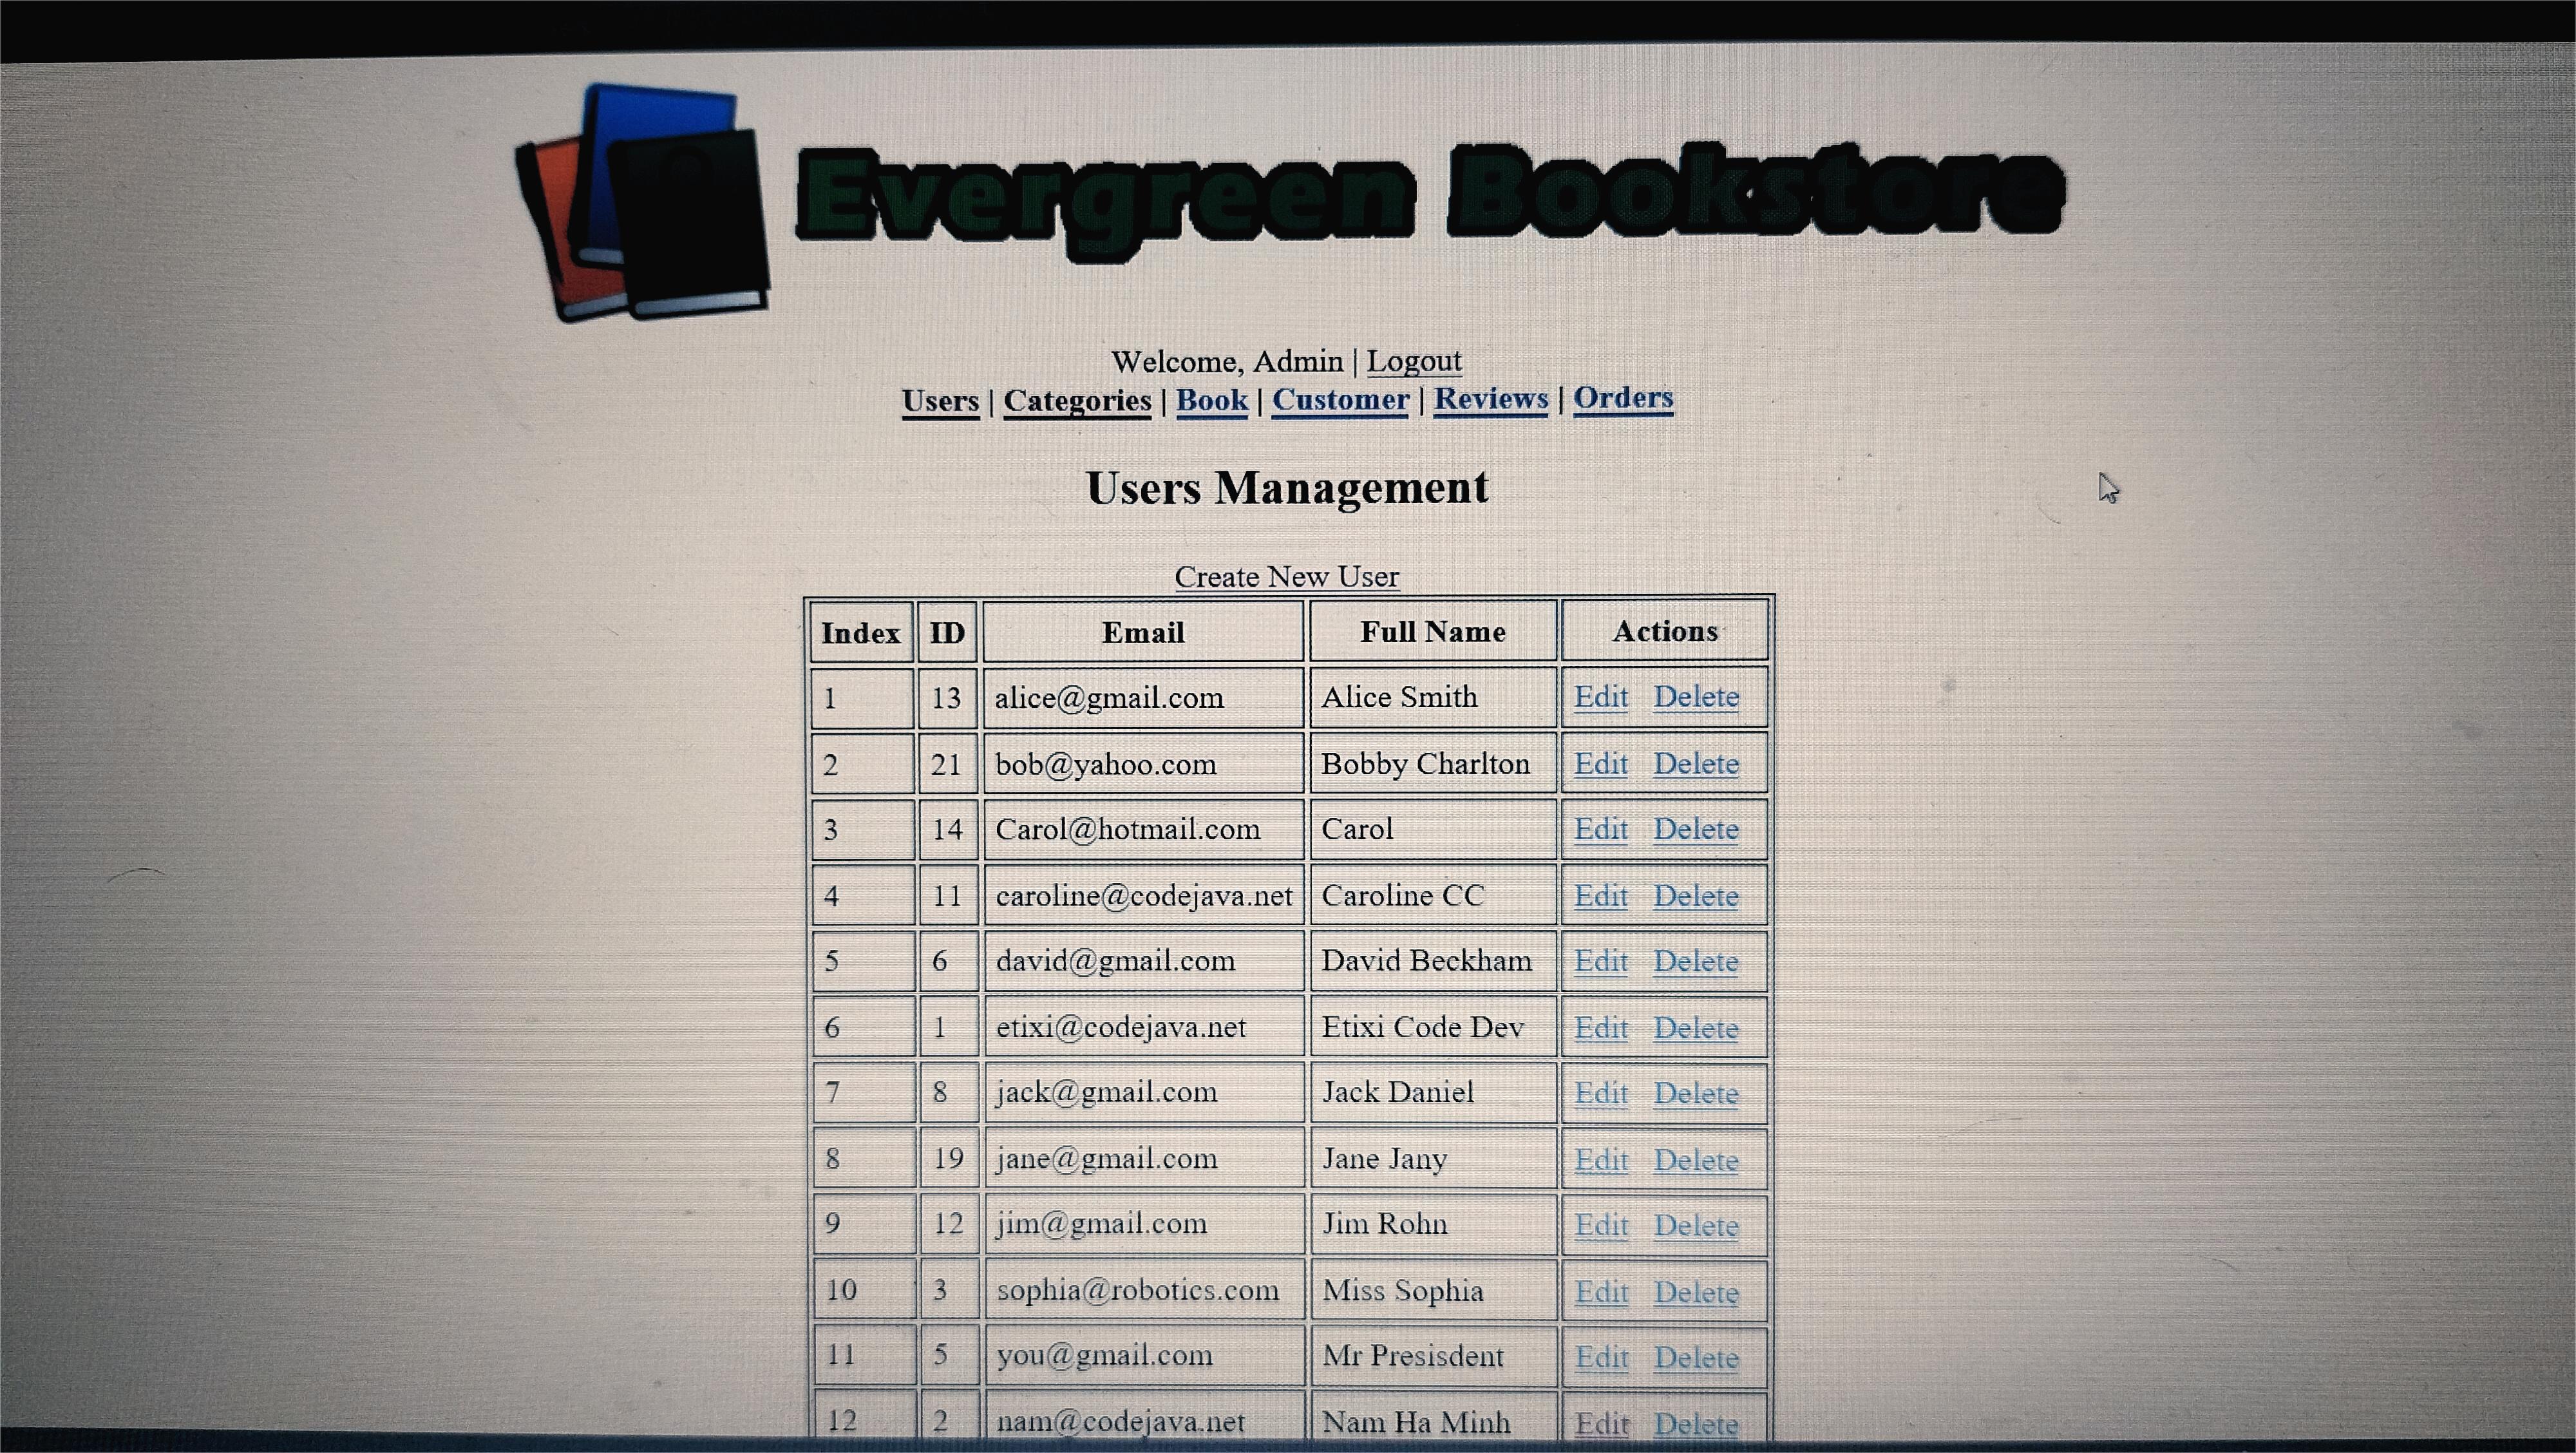 Evergreen Bookstore
Welcome, Admin | Logout
Users | Categories | Book | Customer | Reviews | Orders
Users Management
Create New User
Index ID Email Full Name Actions
1 13 alice@gmail.com Alice Smith Edit Delete
2 21 bob@yahoo.com Bobby Charlton Edit Delete
3 14 Carol@hotmail.com Carol Edit Delete
4 11 caroline@codejava.net Caroline CC Edit Delete
5 6 david@gmail.com David Beckham Edit Delete
6 1 etixi@codejava.net Etixi Code Dev Edit Delete
7 8 jack@gmail.com Jack Daniel Edit Delete
8 19 jane@gmail.com Jane Jany Edit Delete
9 12 jim@gmail.com Jim Rohn Edit Delete
10 3 sophia@robotics.com Miss Sophia Edit Delete
11 5 you@gmail.com Mr Presisdent Edit Delete
12 2 nam@codejava.net Nam Ha Minh Edit Delete